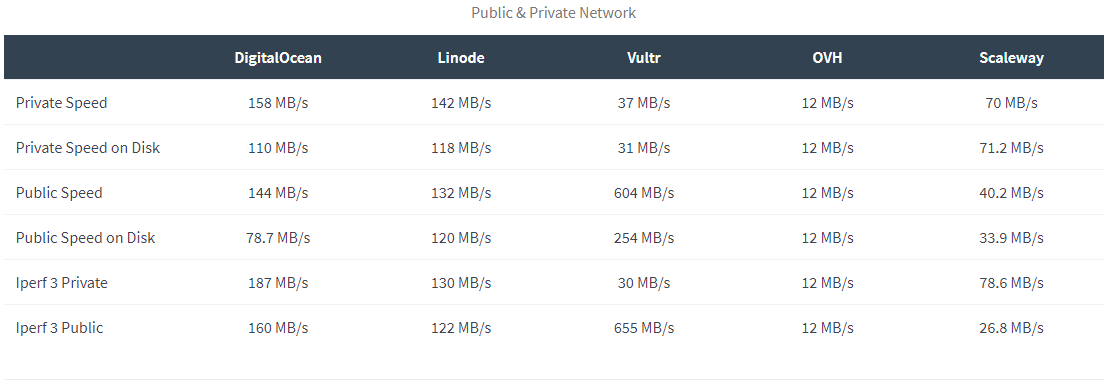 Public & Private Network
DigitalOcean Linode Vultr OVH Scaleway
Private Speed 158 MB/s 142 MB/s 37 MB/s 12 MB/s 70 MB/s
Private Speed on Disk 110 MB/s 118 MB/s 31 MB/s 12 MB/s 71.2 MB/s
Public Speed 144 MB/s 132 MB/s 604 MB/s 12 MB/s 40.2 MB/s
Public Speed on Disk 78.7 MB/s 120 MB/s 254 MB/s 12 MB/s 33.9 MB/s
Iperf 3 Private 187 MB/s 130 MB/s 30 MB/s 12 MB/s 78.6 MB/s
Iperf 3 Public 160 MB/s 122 MB/s 655 MB/s 12 MB/s 26.8 MB/s